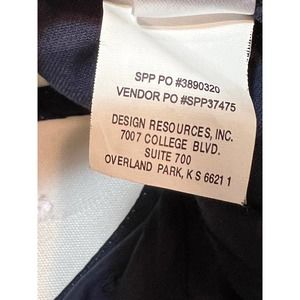 SPP PO #3890320
VENDOR PO #SPP37475
DESIGN RESOURCES, INC.
7007 COLLEGE BLVD.
SUITE 700
OVERLAND PARK, K S 6621 1